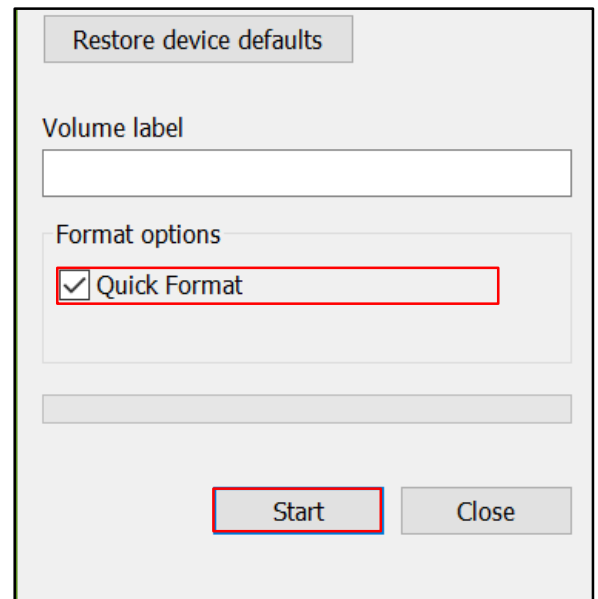 Restore device defaults
Volume label
Format options
Quick Format
Start
Close